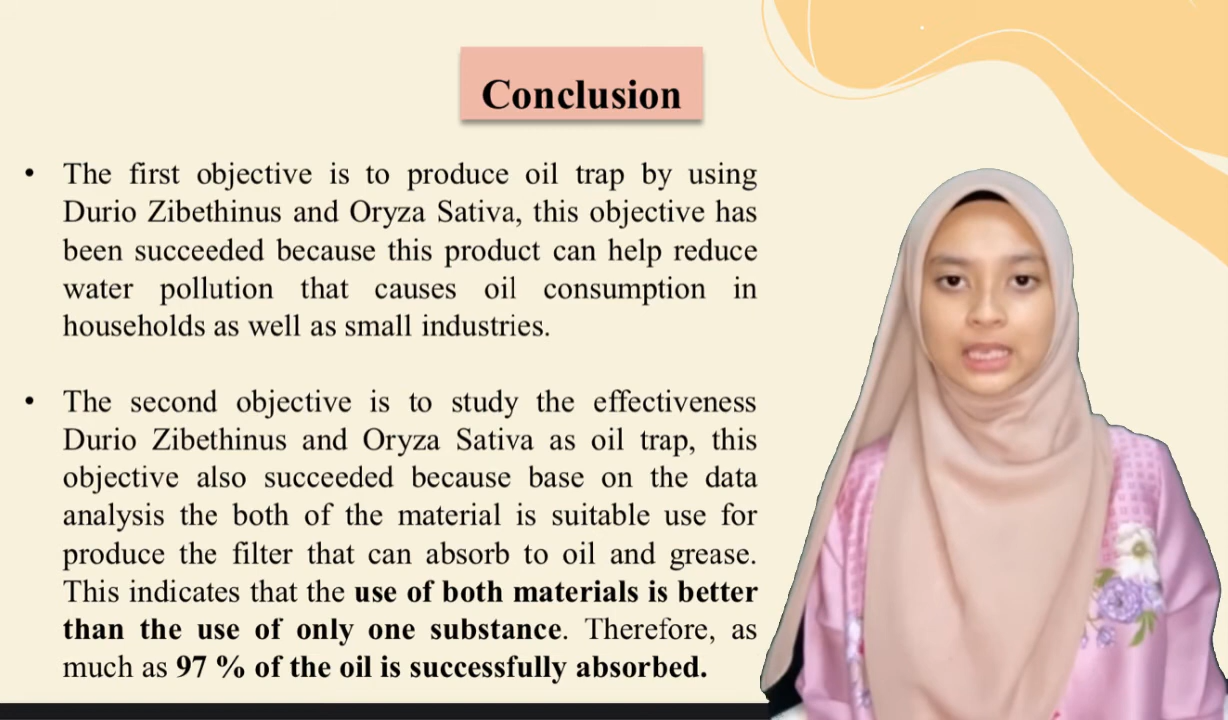 Conclusion
• The first objective is to produce oil trap by using
Durio Zibethinus and Oryza Sativa, this objective has
been succeeded because this product can help reduce
water pollution that causes oil consumption in
households as well as small industries.
• The second objective is to study the effectiveness
Durio Zibethinus and Oryza Sativa as oil trap, this
objective also succeeded because base on the data
analysis the both of the material is suitable use for
produce the filter that can absorb to oil and grease.
This indicates that the use of both materials is better
than the use of only one substance. Therefore, as
much as 97 % of the oil is successfully absorbed.